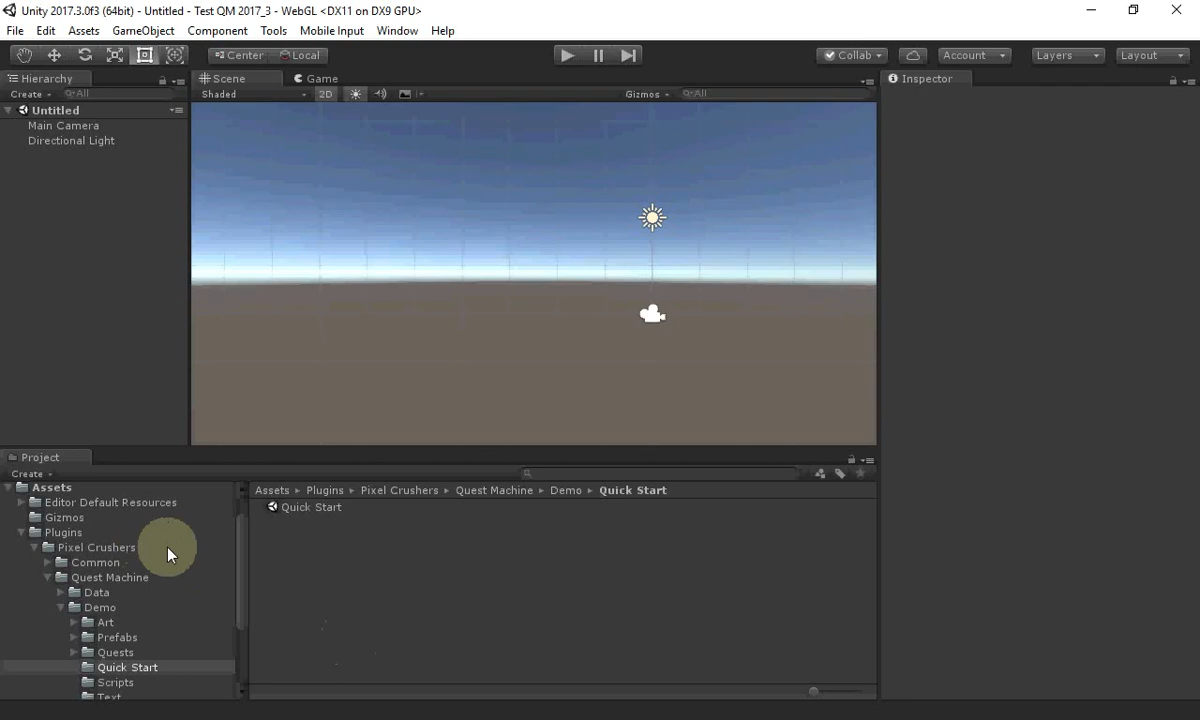 Unity 2017.3.0f3 (64bit) - Untitled - Test QM 2017_3 - WebGL <DX11 on DX9 GPU>
File Edit Assets GameObject Component Tools Mobile Input Window Help
Center Local Collab Account Layers Layout
Hierarchy Scene Game Inspector
Create All Shaded 2D Gizmos All
Untitled
Main Camera
Directional Light
Project
Create
Assets
Editor Default Resources
Gizmos
Plugins
Pixel Crushers
Common
Quest Machine
Data
Demo
Art
Prefabs
Quests
Quick Start
Scripts
Text
Assets Plugins Pixel Crushers Quest Machine Demo Quick Start
Quick Start